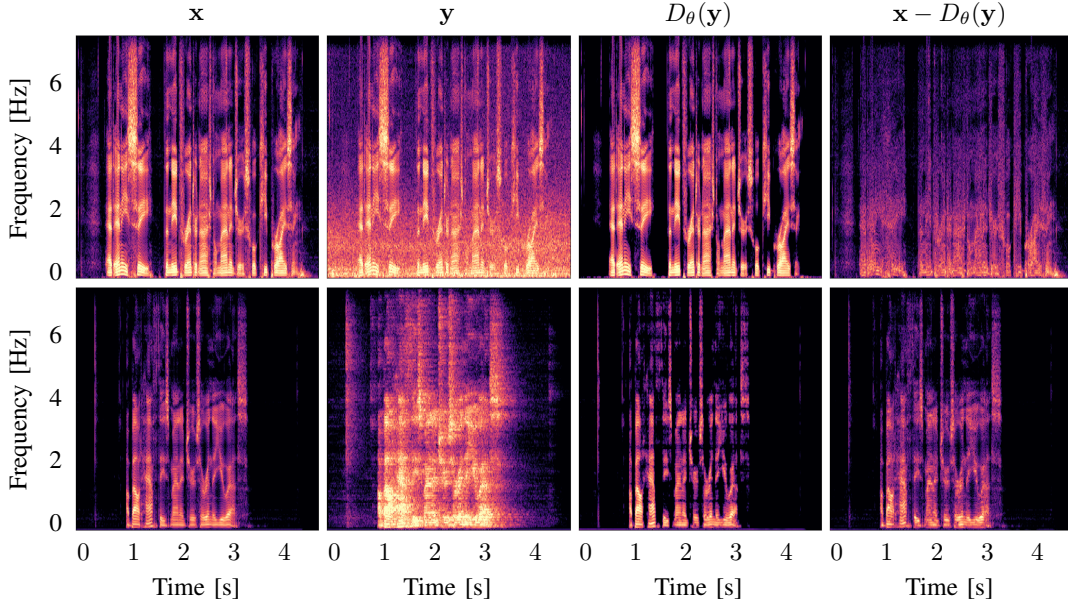 x y D_θ(y) x − D_θ(y)
Frequency [Hz]
6
4
2
0
Frequency [Hz]
6
4
2
0
0 1 2 3 4 0 1 2 3 4 0 1 2 3 4 0 1 2 3 4
Time [s] Time [s] Time [s] Time [s]